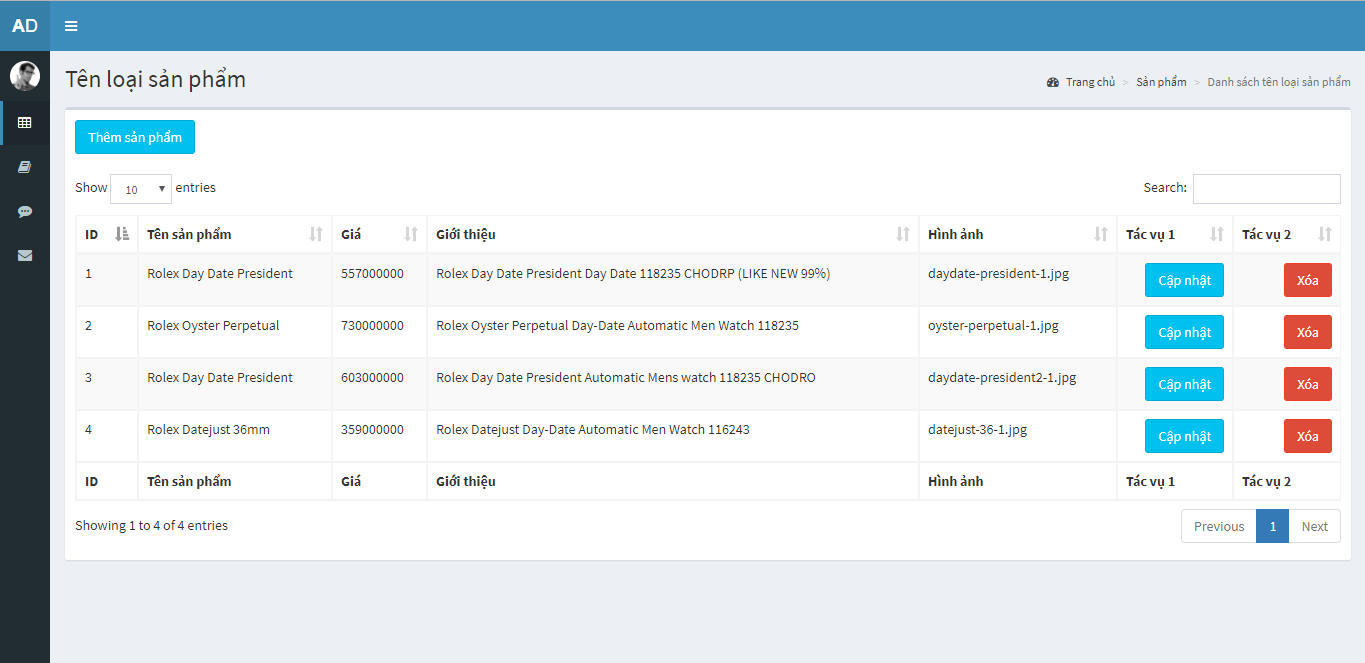 AD
Tên loại sản phẩm
Trang chủ > Sản phẩm > Danh sách tên loại sản phẩm
Thêm sản phẩm
Show 10 entries Search:
ID Tên sản phẩm Giá Giới thiệu Hình ảnh Tác vụ 1 Tác vụ 2
1 Rolex Day Date President 557000000 Rolex Day Date President Day Date 118235 CHODRP (LIKE NEW 99%) daydate-president-1.jpg Cập nhật Xóa
2 Rolex Oyster Perpetual 730000000 Rolex Oyster Perpetual Day-Date Automatic Men Watch 118235 oyster-perpetual-1.jpg Cập nhật Xóa
3 Rolex Day Date President 603000000 Rolex Day Date President Automatic Mens watch 118235 CHODRO daydate-president2-1.jpg Cập nhật Xóa
4 Rolex Datejust 36mm 359000000 Rolex Datejust Day-Date Automatic Men Watch 116243 datejust-36-1.jpg Cập nhật Xóa
ID Tên sản phẩm Giá Giới thiệu Hình ảnh Tác vụ 1 Tác vụ 2
Showing 1 to 4 of 4 entries Previous 1 Next